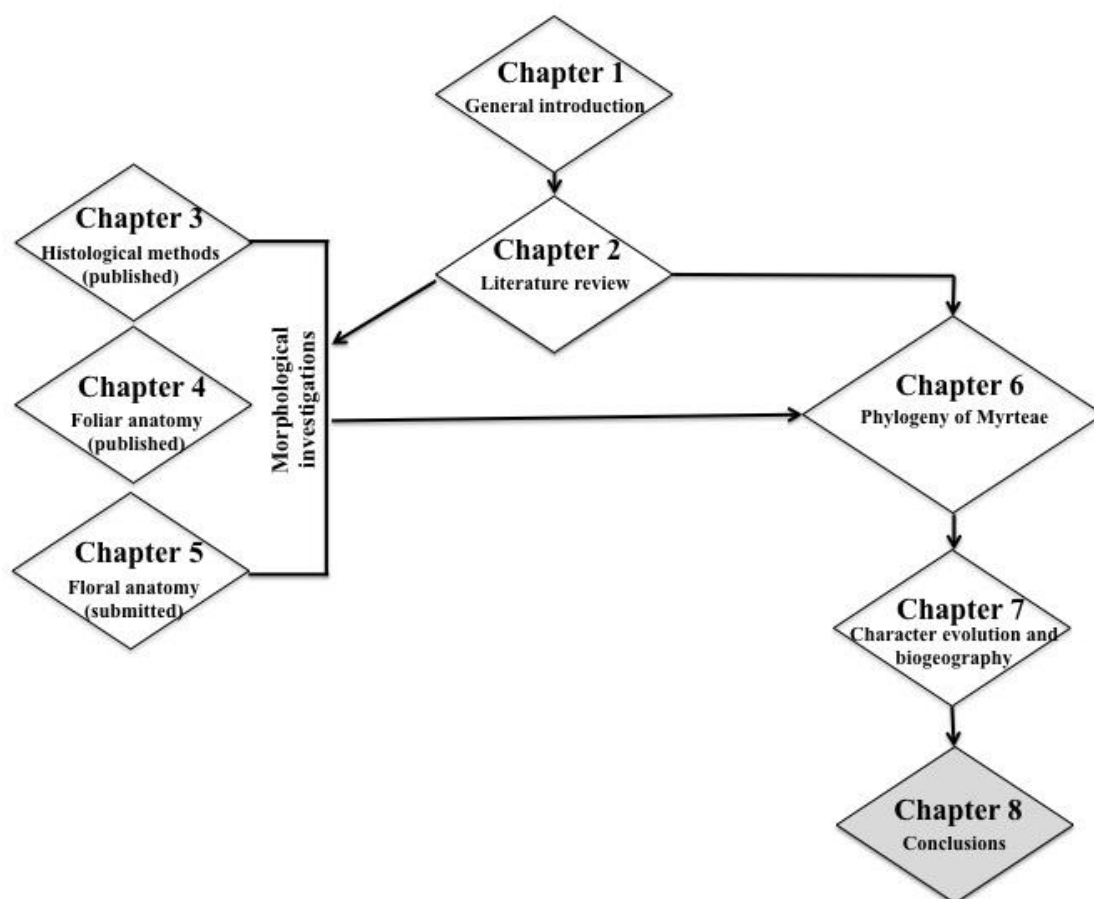 Chapter 1
General introduction
Chapter 2
Literature review
Chapter 3
Histological methods
(published)
Chapter 4
Foliar anatomy
(published)
Chapter 5
Floral anatomy
(submitted)
Morphological
investigations
Chapter 6
Phylogeny of Myrteae
Chapter 7
Character evolution and
biogeography
Chapter 8
Conclusions